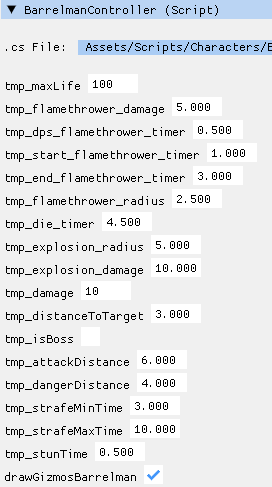 ▼ BarrelmanController (Script)
.cs File: Assets/Scripts/Characters/
tmp_maxLife 100
tmp_flamethrower_damage 5.000
tmp_dps_flamethrower_timer 0.500
tmp_start_flamethrower_timer 1.000
tmp_end_flamethrower_timer 3.000
tmp_flamethrower_radius 2.500
tmp_die_timer 4.500
tmp_explosion_radius 5.000
tmp_explosion_damage 10.000
tmp_damage 10
tmp_distanceToTarget 3.000
tmp_isBoss
tmp_attackDistance 6.000
tmp_dangerDistance 4.000
tmp_strafeMinTime 3.000
tmp_strafeMaxTime 10.000
tmp_stunTime 0.500
drawGizmosBarrelman